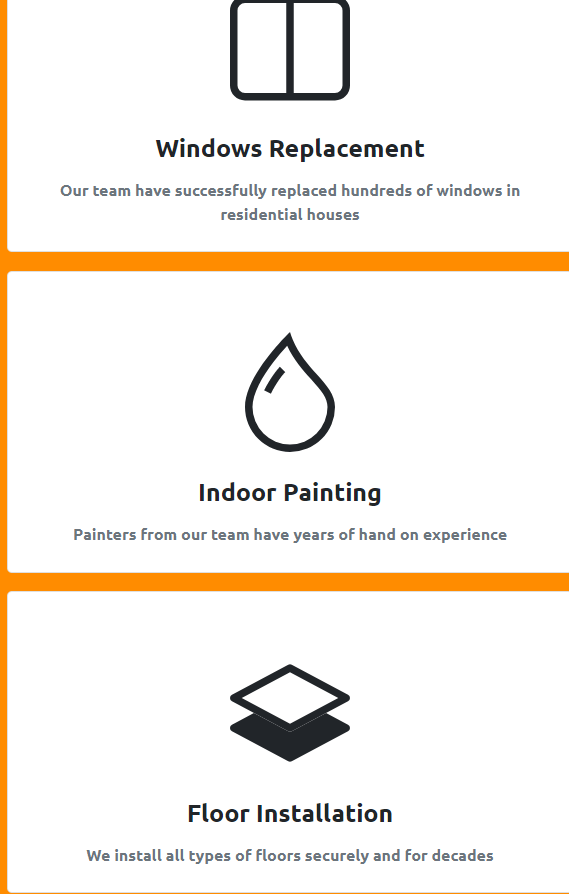 Windows Replacement
Our team have successfully replaced hundreds of windows in
residential houses
Indoor Painting
Painters from our team have years of hand on experience
Floor Installation
We install all types of floors securely and for decades